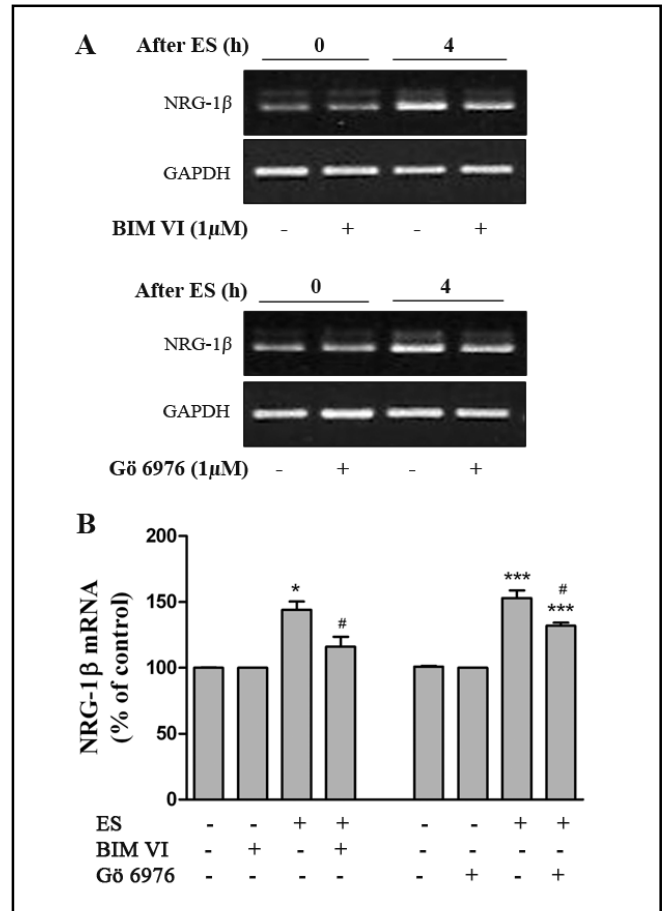 A
After ES (h) 0 4
NRG-1β
GAPDH
BIM VI (1µM) - + - +
After ES (h) 0 4
NRG-1β
GAPDH
Gö 6976 (1µM) - + - +
B
NRG-1β mRNA
(% of control)
200
150
100
50
0
* # *** #
***
ES - - + + - - + +
BIM VI - + - + - - - -
Gö 6976 - - - - - + - +